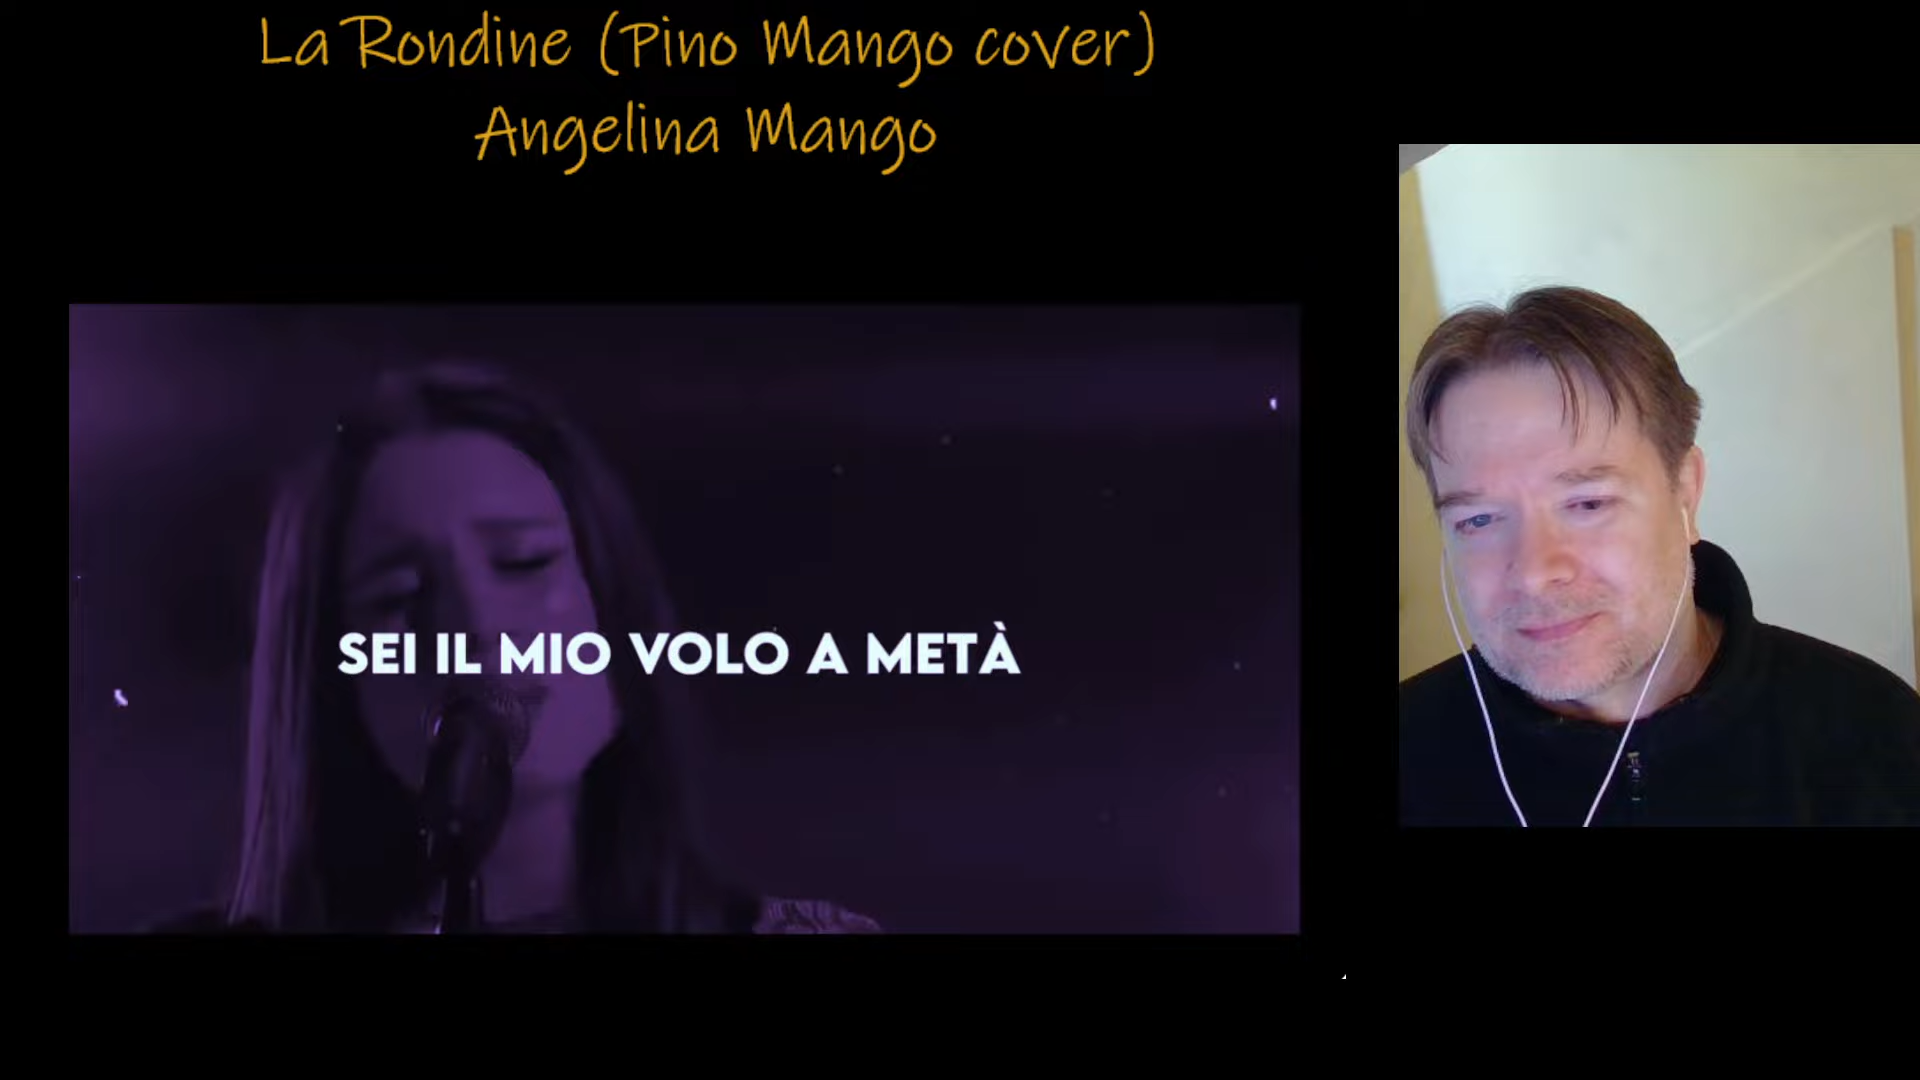 La Rondine (Pino Mango cover)
Angelina Mango
SEI IL MIO VOLO A METÀ